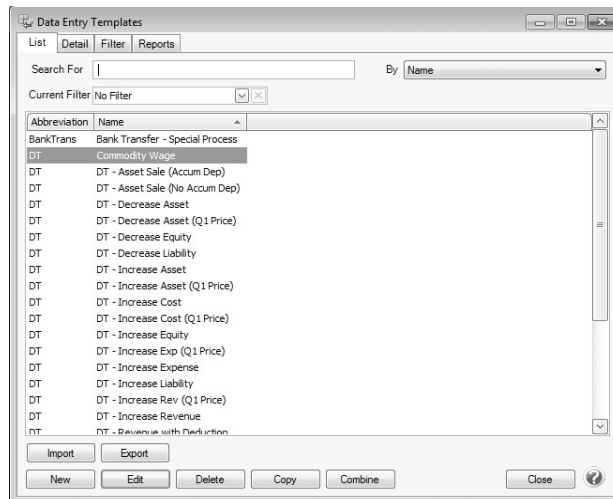 Data Entry Templates
List Detail Filter Reports
Search For By Name
Current Filter No Filter
Abbreviation Name
BankTrans Bank Transfer - Special Process
DT Commodity Wage
DT DT - Asset Sale (Accum Dep)
DT DT - Asset Sale (No Accum Dep)
DT DT - Decrease Asset
DT DT - Decrease Asset (Q1 Price)
DT DT - Decrease Equity
DT DT - Decrease Liability
DT DT - Increase Asset
DT DT - Increase Asset (Q1 Price)
DT DT - Increase Cost
DT DT - Increase Cost (Q1 Price)
DT DT - Increase Equity
DT DT - Increase Exp (Q1 Price)
DT DT - Increase Expense
DT DT - Increase Liability
DT DT - Increase Rev (Q1 Price)
DT DT - Increase Revenue
DT DT - Revenue with Deduction
Import Export
New Edit Delete Copy Combine Close ?